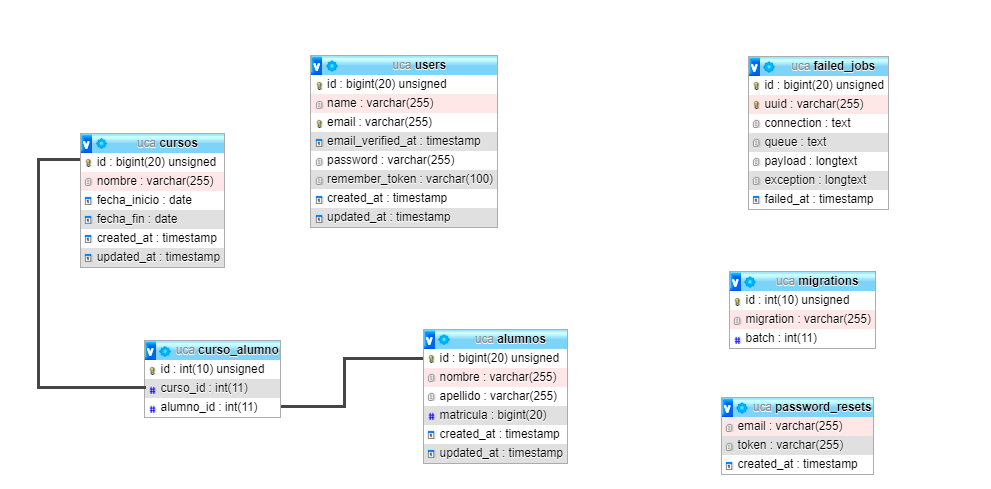 uca users
id : bigint(20) unsigned
name : varchar(255)
email : varchar(255)
email_verified_at : timestamp
password : varchar(255)
remember_token : varchar(100)
created_at : timestamp
updated_at : timestamp
uca failed_jobs
id : bigint(20) unsigned
uuid : varchar(255)
connection : text
queue : text
payload : longtext
exception : longtext
failed_at : timestamp
uca cursos
id : bigint(20) unsigned
nombre : varchar(255)
fecha_inicio : date
fecha_fin : date
created_at : timestamp
updated_at : timestamp
uca migrations
id : int(10) unsigned
migration : varchar(255)
batch : int(11)
uca curso_alumno
id : int(10) unsigned
curso_id : int(11)
alumno_id : int(11)
uca alumnos
id : bigint(20) unsigned
nombre : varchar(255)
apellido : varchar(255)
matricula : bigint(20)
created_at : timestamp
updated_at : timestamp
uca password_resets
email : varchar(255)
token : varchar(255)
created_at : timestamp